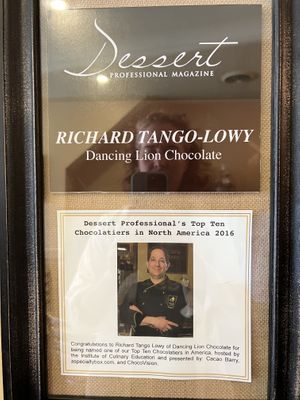 Dessert
PROFESSIONAL MAGAZINE
RICHARD TANGO-LOWY
Dancing Lion Chocolate
Dessert Professional's Top Ten
Chocolatiers in North America 2016
Congratulations to Richard Tango Lowy of Dancing Lion Chocolate for
being named one of our Top Ten Chocolatiers in America, hosted by
the Institute of Culinary Education and presented by: Cacao Barry,
aspecialtybox.com, and ChocoVision.